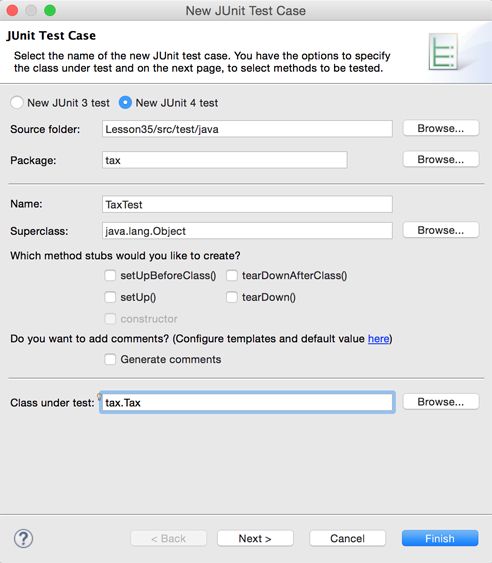 New JUnit Test Case
JUnit Test Case
Select the name of the new JUnit test case. You have the options to specify
the class under test and on the next page, to select methods to be tested.
New JUnit 3 test New JUnit 4 test
Source folder: Lesson35/src/test/java Browse...
Package: tax Browse...
Name: TaxTest
Superclass: java.lang.Object Browse...
Which method stubs would you like to create?
setUpBeforeClass() tearDownAfterClass()
setUp() tearDown()
constructor
Do you want to add comments? (Configure templates and default value here)
Generate comments
Class under test: tax.Tax Browse...
? < Back Next > Cancel Finish